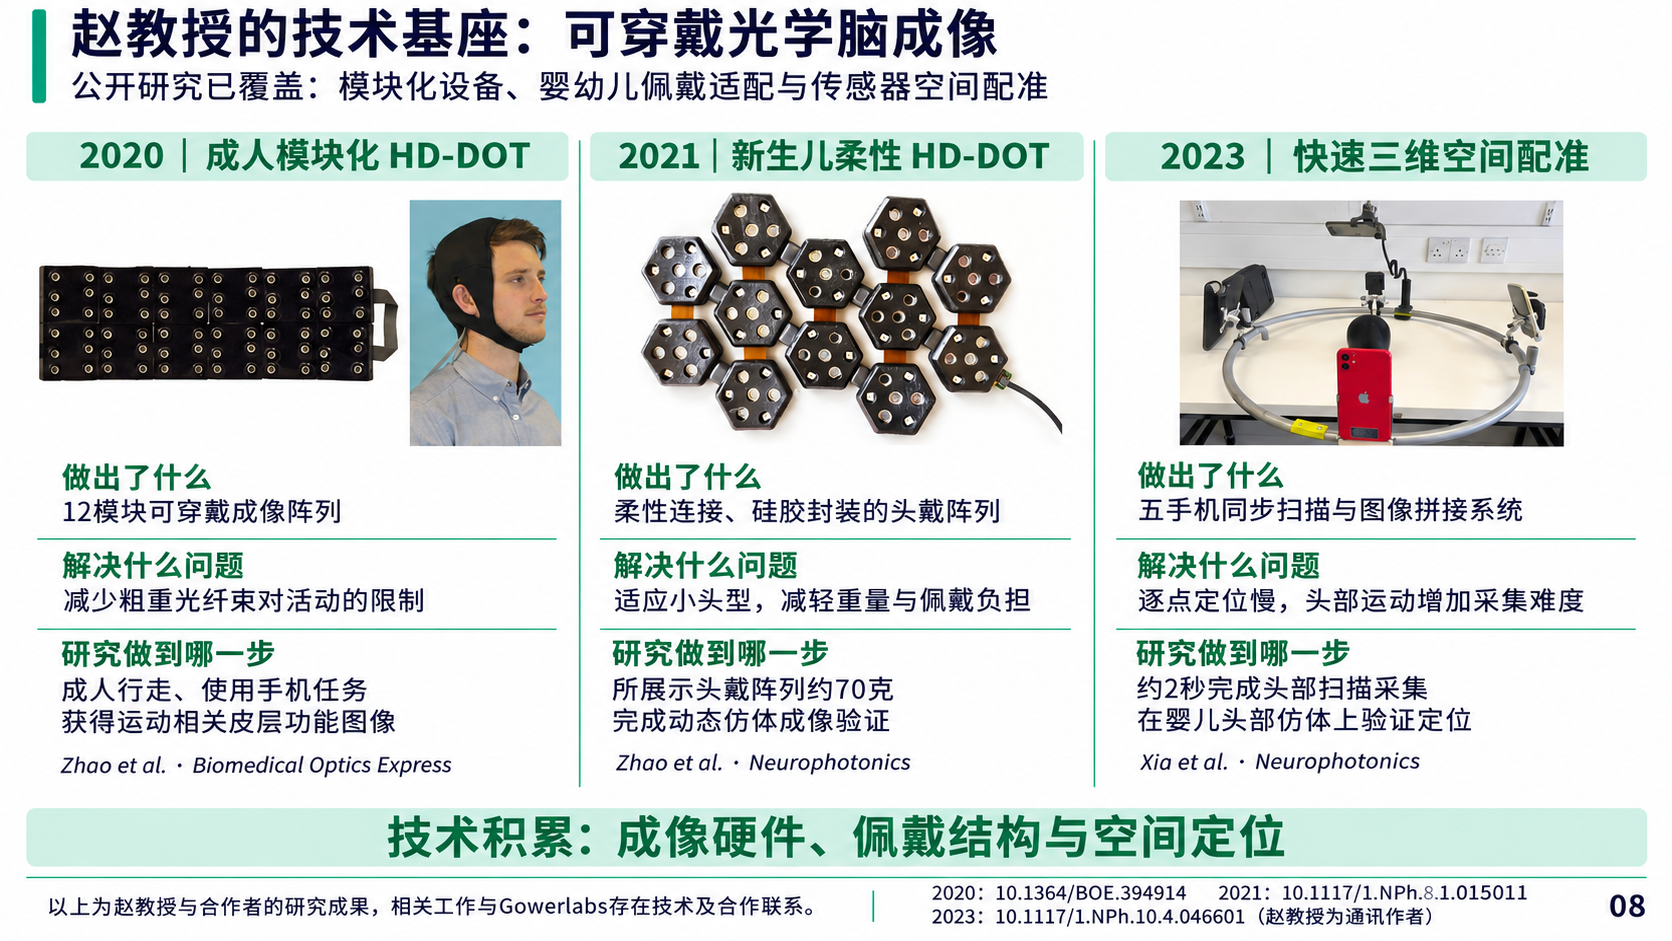 赵教授的技术基座：可穿戴光学脑成像
公开研究已覆盖：模块化设备、婴幼儿佩戴适配与传感器空间配准
2020｜成人模块化 HD-DOT
做出了什么
12模块可穿戴成像阵列
解决什么问题
减少粗重光纤束对活动的限制
研究做到哪一步
成人行走、使用手机任务
获得运动相关皮层功能图像
Zhao et al. · Biomedical Optics Express
2021｜新生儿柔性 HD-DOT
做出了什么
柔性连接、硅胶封装的头戴阵列
解决什么问题
适应小头型，减轻重量与佩戴负担
研究做到哪一步
所展示头戴阵列约70克
完成动态仿体成像验证
Zhao et al. · Neurophotonics
2023｜快速三维空间配准
做出了什么
五手机同步扫描与图像拼接系统
解决什么问题
逐点定位慢，头部运动增加采集难度
研究做到哪一步
约2秒完成头部扫描采集
在婴儿头部仿体上验证定位
Xia et al. · Neurophotonics
技术积累：成像硬件、佩戴结构与空间定位
以上为赵教授与合作者的研究成果，相关工作与Gowerlabs存在技术及合作联系。
2020：10.1364/BOE.394914 2021：10.1117/1.NPh.8.1.015011
2023：10.1117/1.NPh.10.4.046601（赵教授为通讯作者）
08